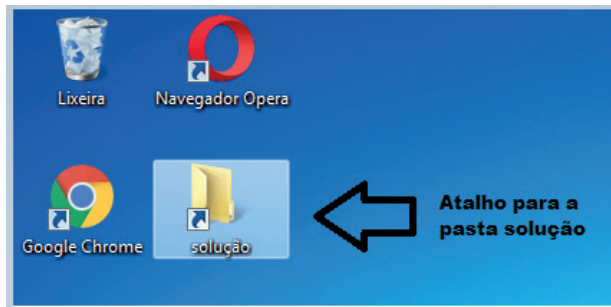 Lixeira
Navegador Opera
Google Chrome
solução
Atalho para a
pasta solução